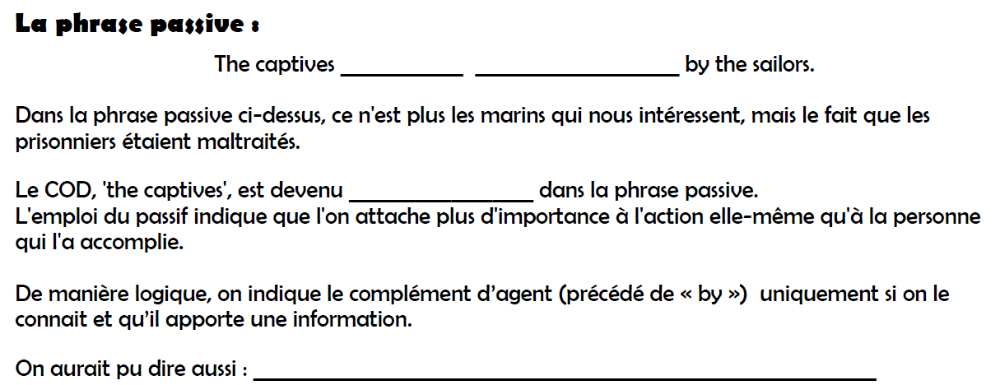 La phrase passive :
The captives ___________ __________________ by the sailors.
Dans la phrase passive ci-dessus, ce n'est plus les marins qui nous intéressent, mais le fait que les
prisonniers étaient maltraités.
Le COD, 'the captives', est devenu ________________ dans la phrase passive.
L'emploi du passif indique que l'on attache plus d'importance à l'action elle-même qu'à la personne
qui l'a accomplie.
De manière logique, on indique le complément d’agent (précédé de « by ») uniquement si on le
connait et qu’il apporte une information.
On aurait pu dire aussi : ______________________________________________________